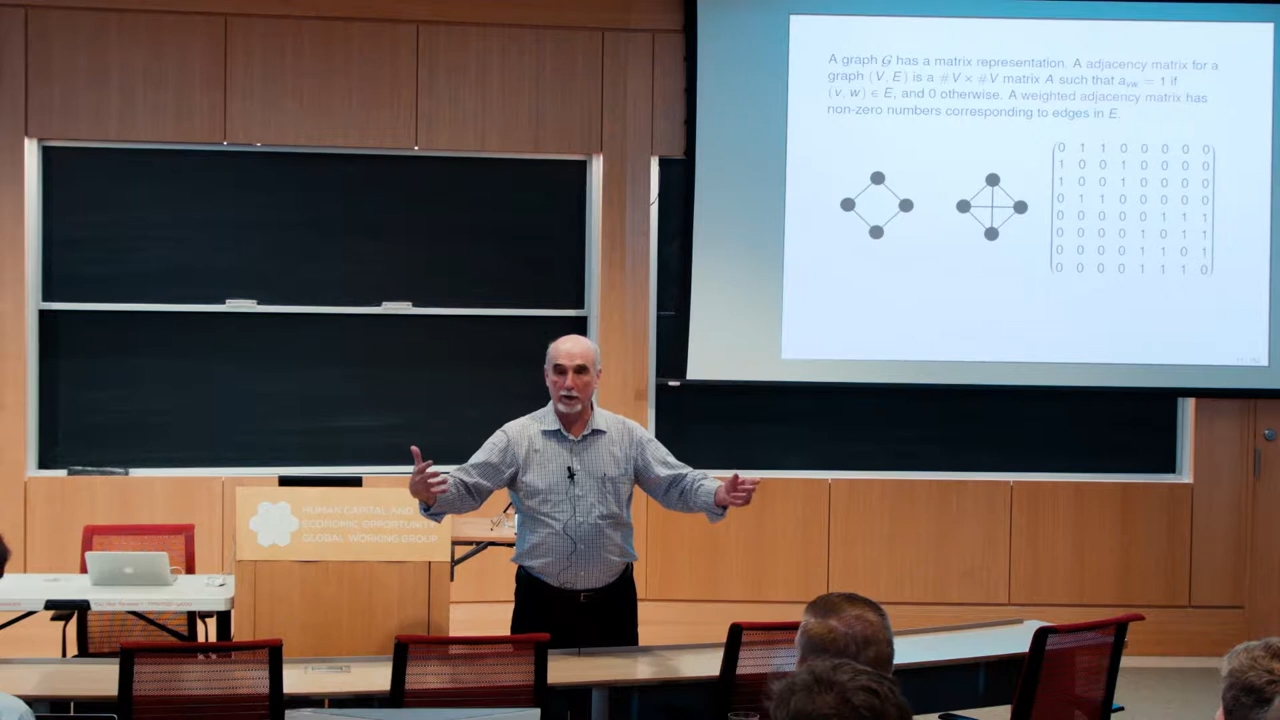 A graph 𝒢 has a matrix representation. A adjacency matrix for a
graph (V, E) is a #V × #V matrix A such that a_vw = 1 if
(v, w) ∈ E, and 0 otherwise. A weighted adjacency matrix has
non-zero numbers corresponding to edges in E.
0 1 1 0 0 0 0 0
1 0 0 1 0 0 0 0
1 0 0 1 0 0 0 0
0 1 1 0 0 0 0 0
0 0 0 0 0 1 1 1
0 0 0 0 1 0 1 1
0 0 0 0 1 1 0 1
0 0 0 0 1 1 1 0
HUMAN CAPITAL AND
ECONOMIC OPPORTUNITY
GLOBAL WORKING GROUP